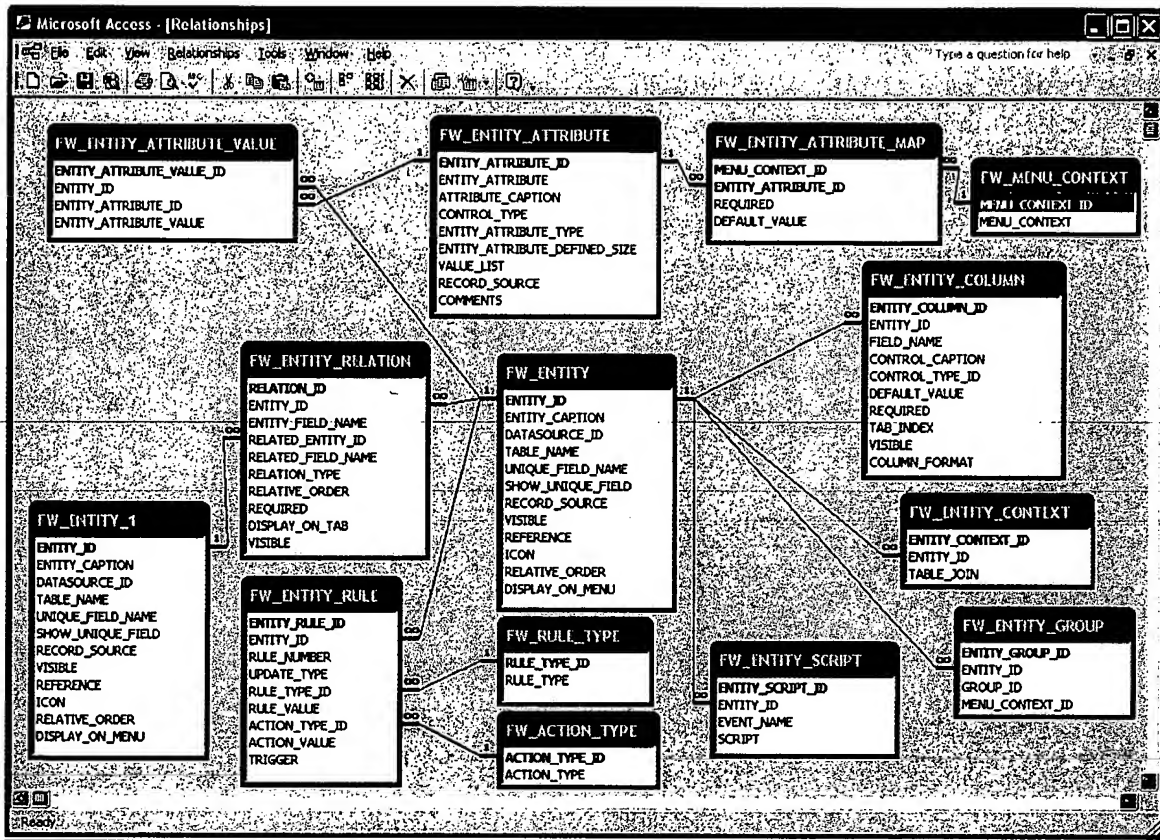 Microsoft Access - [Relationships]
File Edit View Relationships Tools Window Help
Type a question for help
FW_ENTITY_ATTRIBUTE_VALUE
ENTITY_ATTRIBUTE_VALUE_ID
ENTITY_ID
ENTITY_ATTRIBUTE_ID
ENTITY_ATTRIBUTE_VALUE
FW_ENTITY_ATTRIBUTE
ENTITY_ATTRIBUTE_ID
ENTITY_ATTRIBUTE
ATTRIBUTE_CAPTION
CONTROL_TYPE
ENTITY_ATTRIBUTE_TYPE
ENTITY_ATTRIBUTE_DEFINED_SIZE
VALUE_LIST
RECORD_SOURCE
COMMENTS
FW_ENTITY_ATTRIBUTE_MAP
MENU_CONTEXT_ID
ENTITY_ATTRIBUTE_ID
REQUIRED
DEFAULT_VALUE
FW_MENU_CONTEXT
MENU_CONTEXT_ID
MENU_CONTEXT
FW_ENTITY_COLUMN
ENTITY_COLUMN_ID
ENTITY_ID
FIELD_NAME
CONTROL_CAPTION
CONTROL_TYPE_ID
DEFAULT_VALUE
REQUIRED
TAB_INDEX
VISIBLE
COLUMN_FORMAT
FW_ENTITY_RELATION
RELATION_ID
ENTITY_ID
ENTITY_FIELD_NAME
RELATED_ENTITY_ID
RELATED_FIELD_NAME
RELATION_TYPE
RELATIVE_ORDER
REQUIRED
DISPLAY_ON_TAB
VISIBLE
FW_ENTITY
ENTITY_ID
ENTITY_CAPTION
DATASOURCE_ID
TABLE_NAME
UNIQUE_FIELD_NAME
SHOW_UNIQUE_FIELD
RECORD_SOURCE
VISIBLE
REFERENCE
ICON
RELATIVE_ORDER
DISPLAY_ON_MENU
FW_ENTITY_1
ENTITY_ID
ENTITY_CAPTION
DATASOURCE_ID
TABLE_NAME
UNIQUE_FIELD_NAME
SHOW_UNIQUE_FIELD
RECORD_SOURCE
VISIBLE
REFERENCE
ICON
RELATIVE_ORDER
DISPLAY_ON_MENU
FW_ENTITY_RULE
ENTITY_RULE_ID
ENTITY_ID
RULE_NUMBER
UPDATE_TYPE
RULE_TYPE_ID
RULE_VALUE
ACTION_TYPE_ID
ACTION_VALUE
TRIGGER
FW_RULE_TYPE
RULE_TYPE_ID
RULE_TYPE
FW_ACTION_TYPE
ACTION_TYPE_ID
ACTION_TYPE
FW_ENTITY_SCRIPT
ENTITY_SCRIPT_ID
ENTITY_ID
EVENT_NAME
SCRIPT
FW_ENTITY_CONTEXT
ENTITY_CONTEXT_ID
ENTITY_ID
TABLE_JOIN
FW_ENTITY_GROUP
ENTITY_GROUP_ID
ENTITY_ID
GROUP_ID
MENU_CONTEXT_ID
Ready